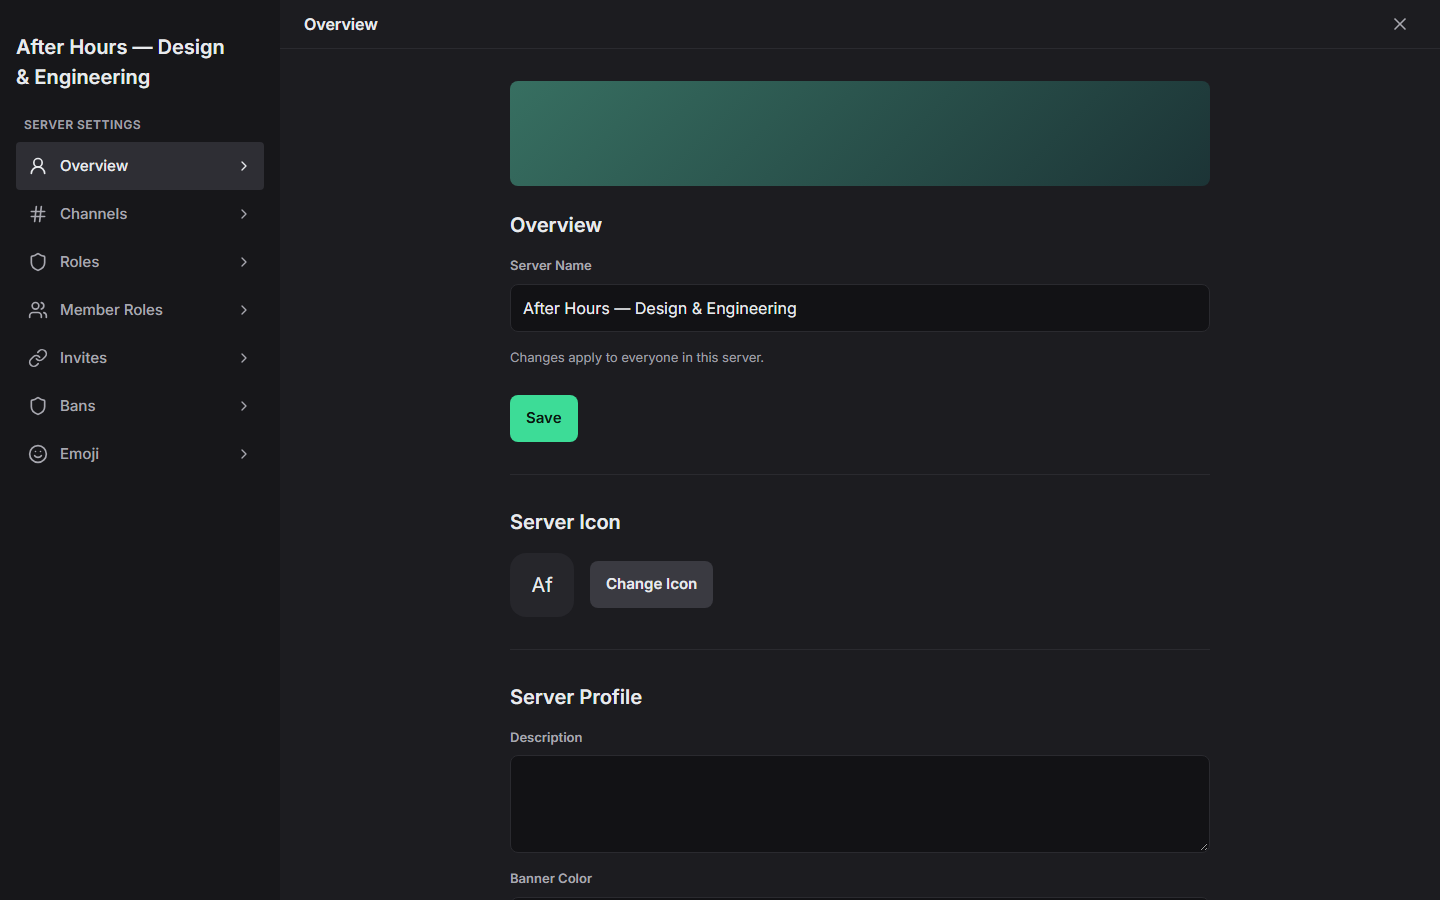 After Hours — Design
& Engineering
SERVER SETTINGS
Overview
Channels
Roles
Member Roles
Invites
Bans
Emoji
Overview
Overview
Server Name
After Hours — Design & Engineering
Changes apply to everyone in this server.
Save
Server Icon
Af
Change Icon
Server Profile
Description
Banner Color